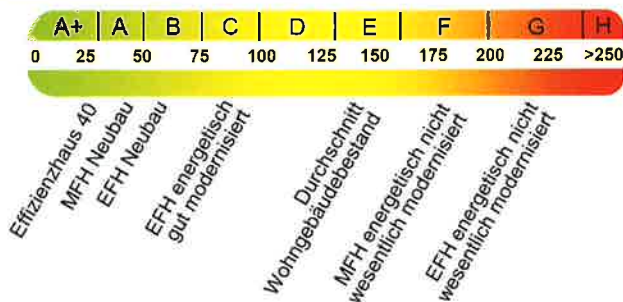 A+ A B C D E F G H
0 25 50 75 100 125 150 175 200 225 >250
Effizienzhaus 40
MFH Neubau
EFH Neubau
EFH energetisch
gut modernisiert
Durchschnitt
Wohngebäudebestand
MFH energetisch nicht
wesentlich modernisiert
EFH energetisch nicht
wesentlich modernisiert